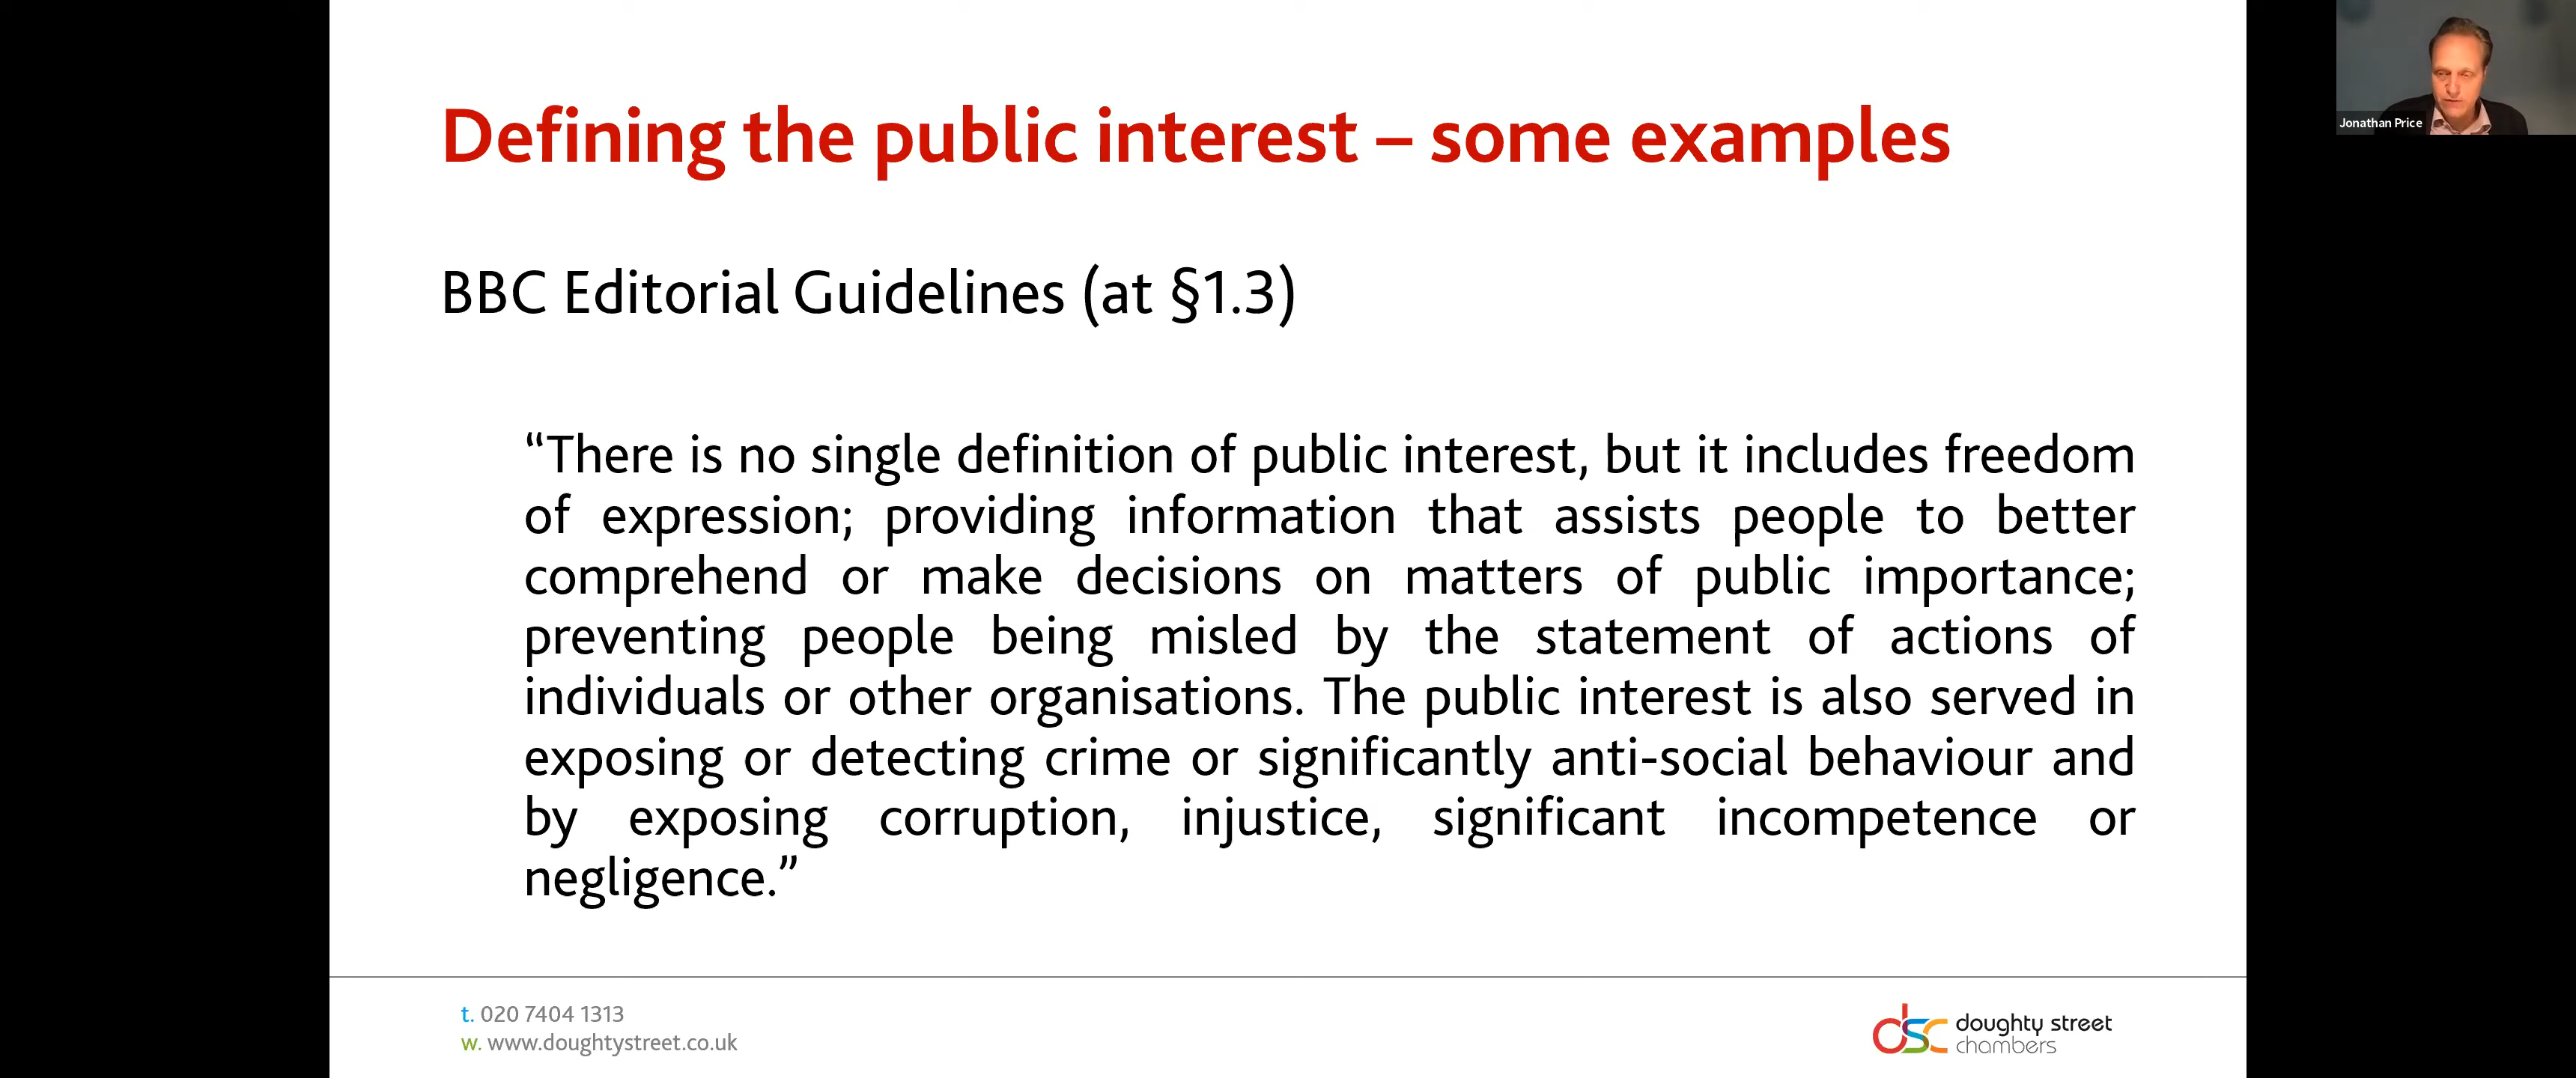 Defining the public interest – some examples
Jonathan Price
BBC Editorial Guidelines (at §1.3)
“There is no single definition of public interest, but it includes freedom
of expression; providing information that assists people to better
comprehend or make decisions on matters of public importance;
preventing people being misled by the statement of actions of
individuals or other organisations. The public interest is also served in
exposing or detecting crime or significantly anti-social behaviour and
by exposing corruption, injustice, significant incompetence or
negligence.”
t. 020 7404 1313
w. www.doughtystreet.co.uk
dsc doughty street
chambers